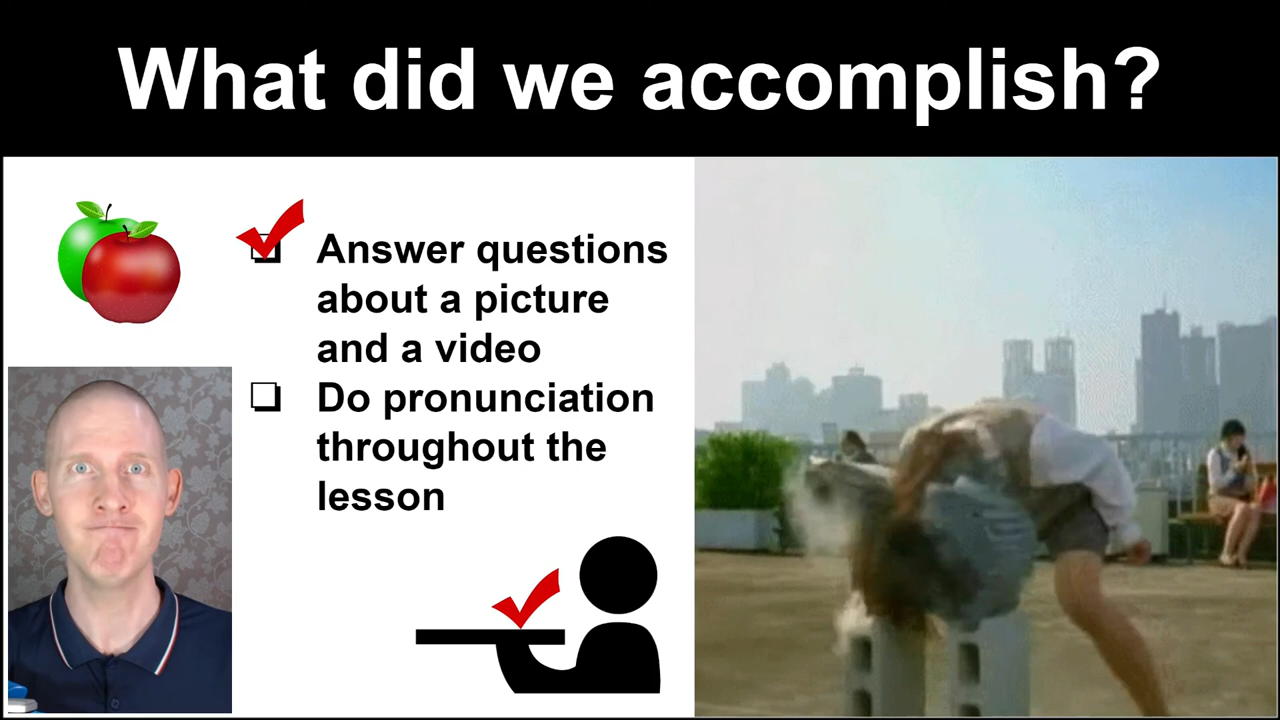 What did we accomplish?
Answer questions
about a picture
and a video
Do pronunciation
throughout the
lesson